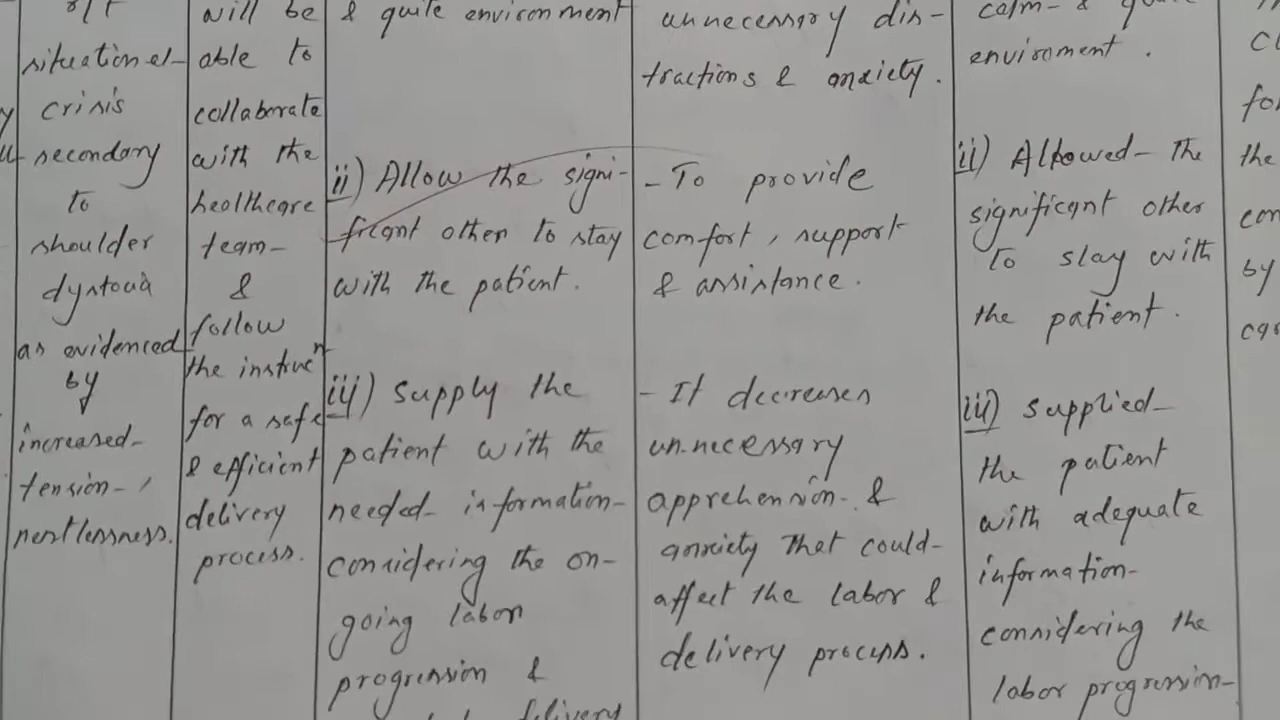 r/t
situational
crisis
secondary
to
shoulder
dystocia
as evidenced
by
increased
tension,
restlessness.
will be
able to
collaborate
with the
healthcare
team
&
follow
the instrucn
for a safe
& efficient
delivery
process.
& quite environment
ii) Allow the signi-
ficant other to stay
with the patient.
iii) Supply the
patient with the
needed information
considering the on-
going labor
progression &
delivery
unnecessary dis-
tractions & anxiety.
- To provide
comfort, support
& assistance.
- It decreases
unnecessary
apprehension &
anxiety that could
affect the labor &
delivery process.
calm &
enviroment.
ii) Allowed the
significant other
to stay with
the patient.
iii) Supplied
the patient
with adequate
information
considering the
labor progression
the
by